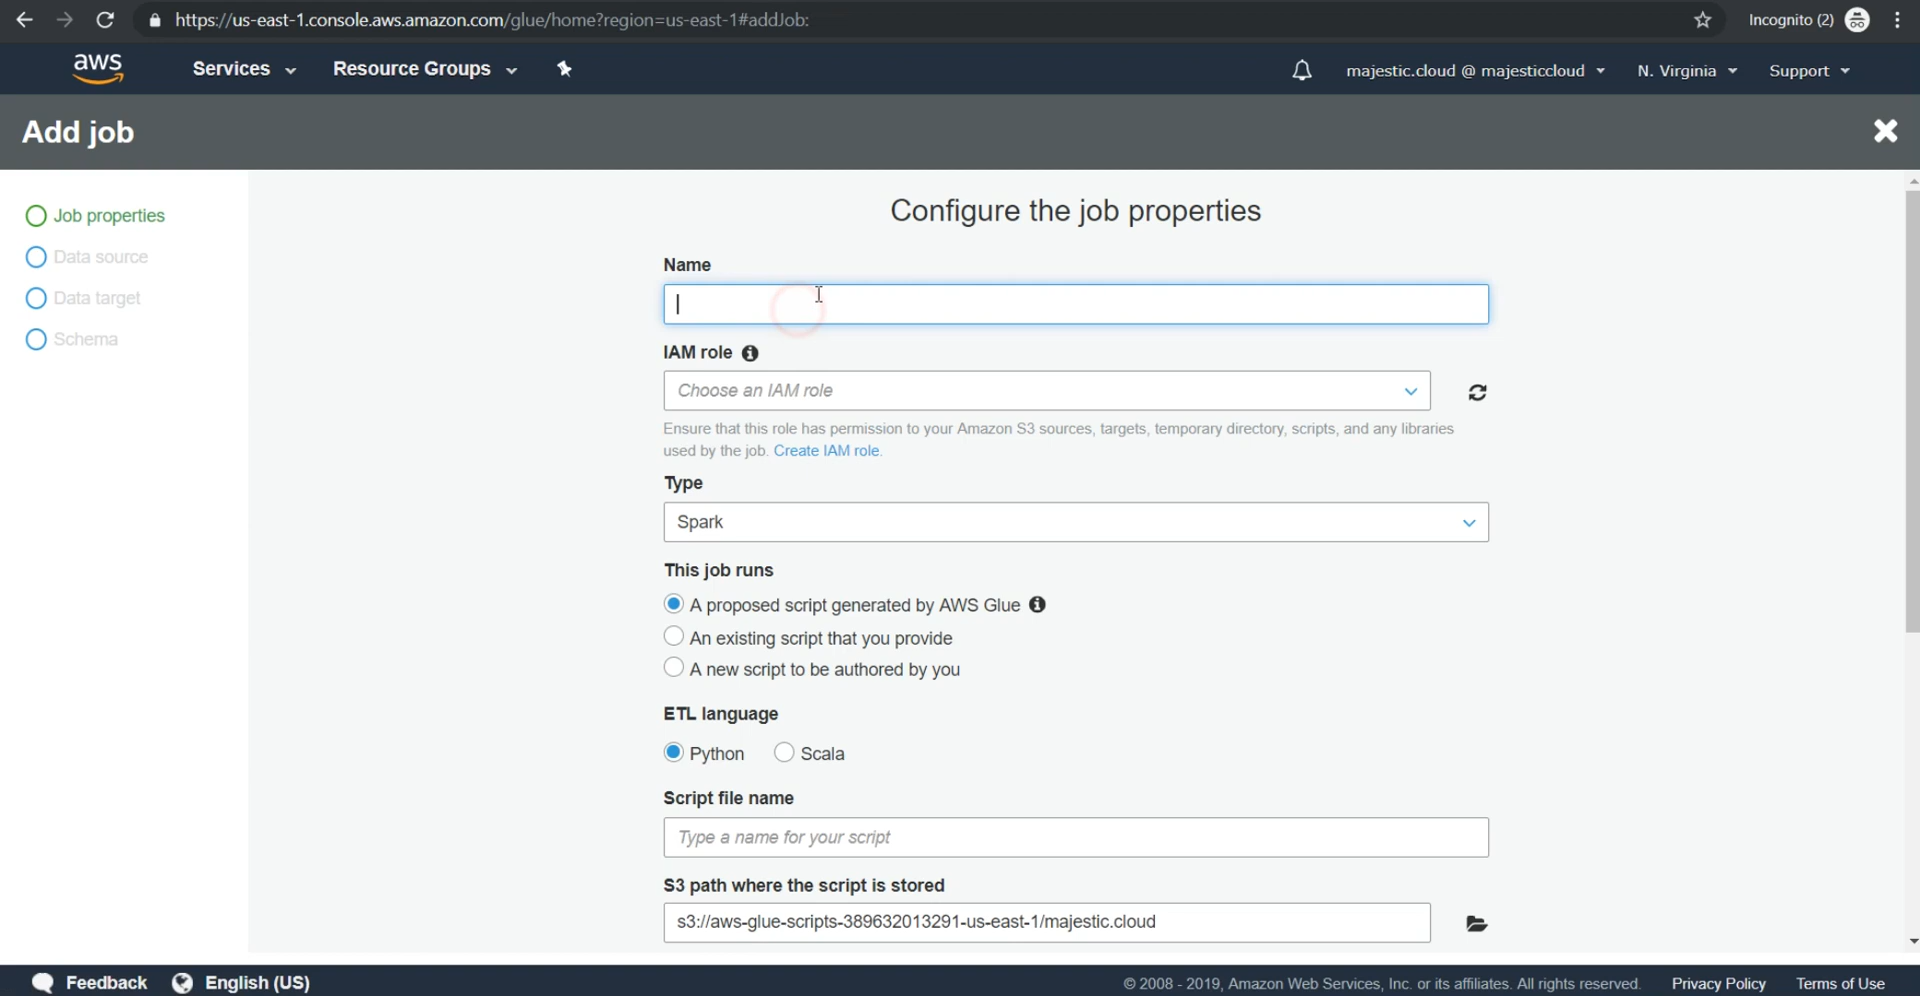 https://us-east-1.console.aws.amazon.com/glue/home?region=us-east-1#addJob:
Incognito (2)
aws
Services
Resource Groups
majestic.cloud @ majesticcloud
N. Virginia
Support
Add job
Job properties
Data source
Data target
Schema
Configure the job properties
Name
IAM role
Choose an IAM role
Ensure that this role has permission to your Amazon S3 sources, targets, temporary directory, scripts, and any libraries
used by the job. Create IAM role.
Type
Spark
This job runs
A proposed script generated by AWS Glue
An existing script that you provide
A new script to be authored by you
ETL language
Python
Scala
Script file name
Type a name for your script
S3 path where the script is stored
s3://aws-glue-scripts-389632013291-us-east-1/majestic.cloud
Feedback
English (US)
© 2008 - 2019, Amazon Web Services, Inc. or its affiliates. All rights reserved.
Privacy Policy
Terms of Use